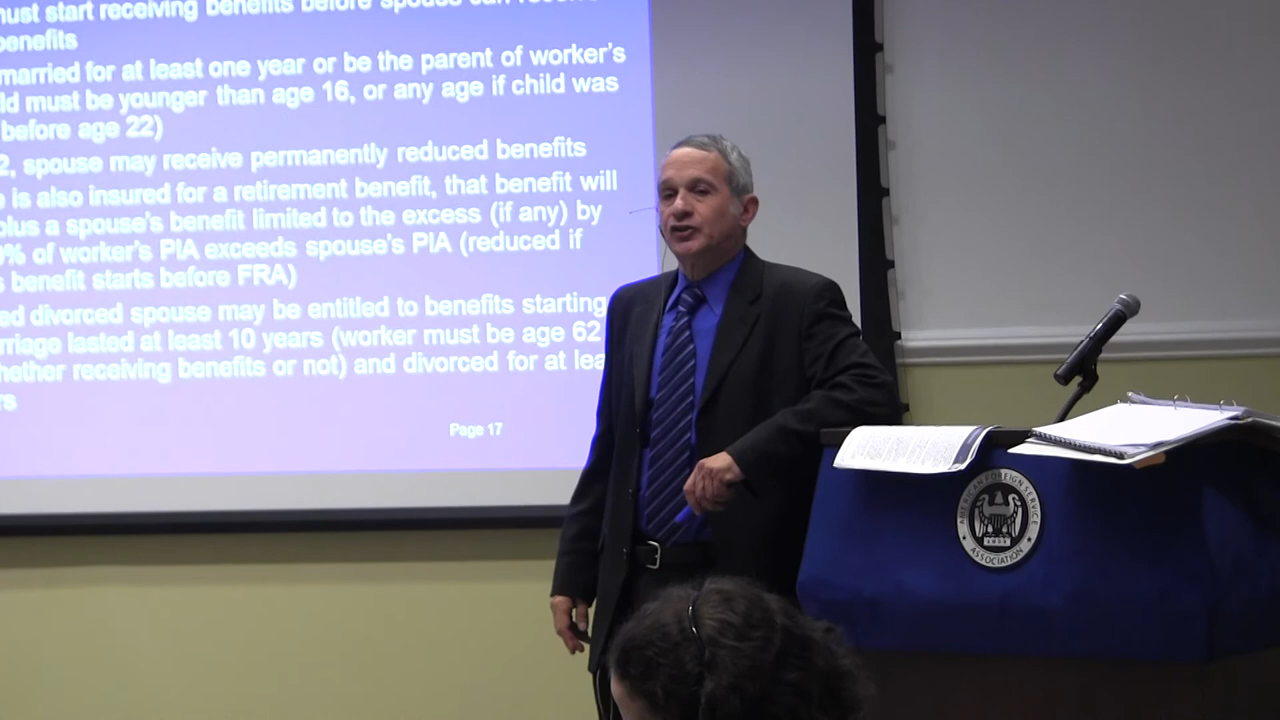 must start receiving benefits before spouse can
benefits
married for at least one year or be the parent of worker's
ld must be younger than age 16, or any age if child was
before age 22)
2, spouse may receive permanently reduced benefits
is also insured for a retirement benefit, that benefit will
plus a spouse's benefit limited to the excess (if any) by
0% of worker's PIA exceeds spouse's PIA (reduced if
s benefit starts before FRA)
ed divorced spouse may be entitled to benefits starting
rriage lasted at least 10 years (worker must be age 62
hether receiving benefits or not) and divorced for at lea
rs
Page 17
AMERICAN FOREIGN SERVICE
ASSOCIATION